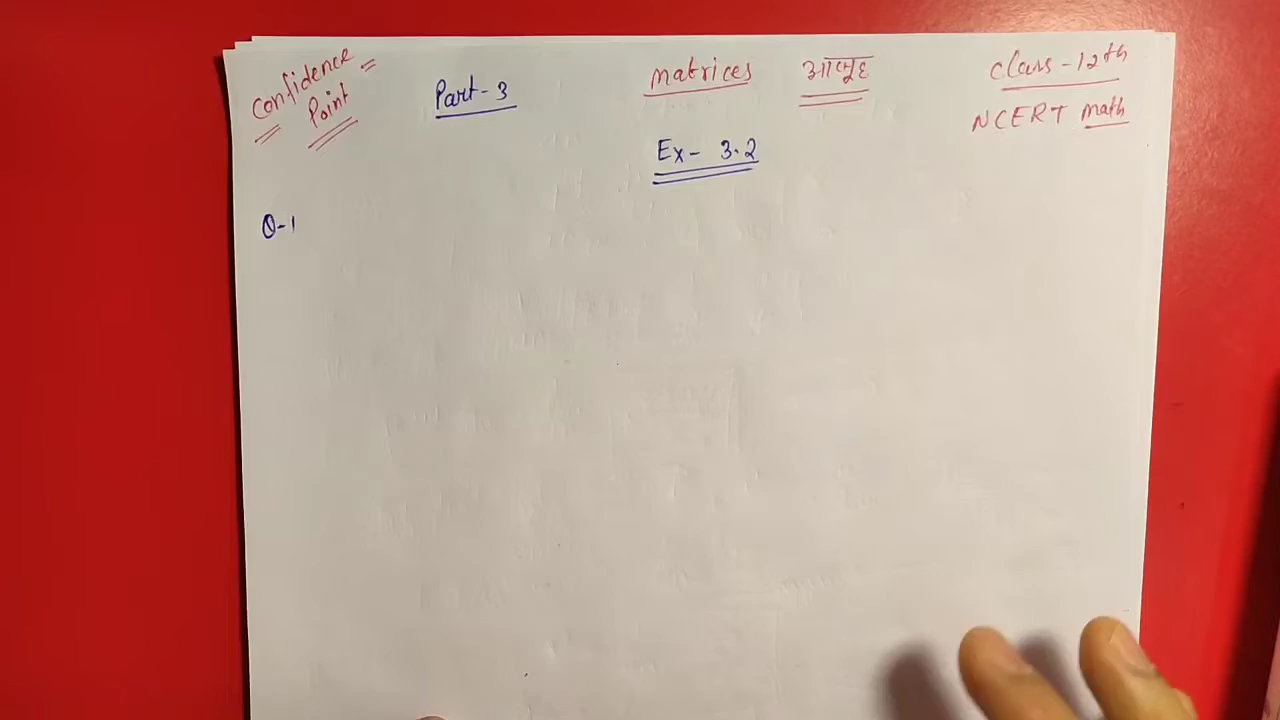 Confidence Point
Part-3
Matrices आव्यूह
Class-12th
NCERT Math
Ex- 3.2
Q-1